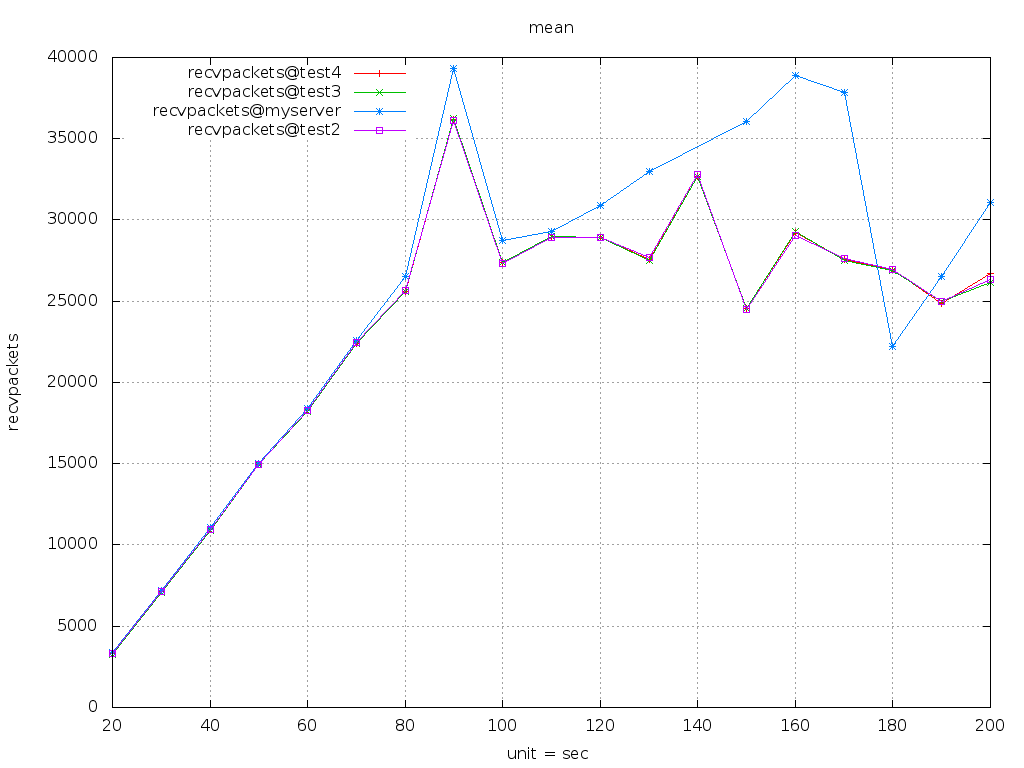 mean
40000
35000
30000
25000
20000
15000
10000
5000
0
recvpackets@test4
recvpackets@test3
recvpackets@myserver
recvpackets@test2
recvpackets
20 40 60 80 100 120 140 160 180 200
unit = sec